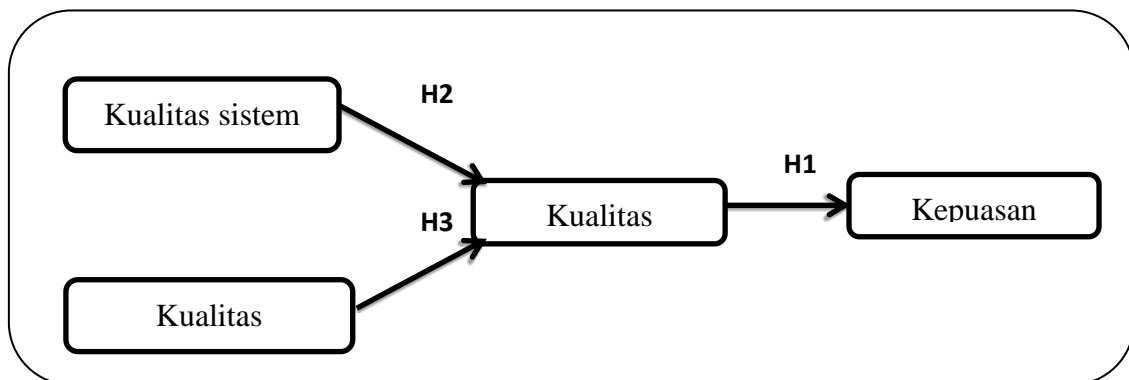 Kualitas sistem
H2
H1
Kualitas
Kepuasan
H3
Kualitas